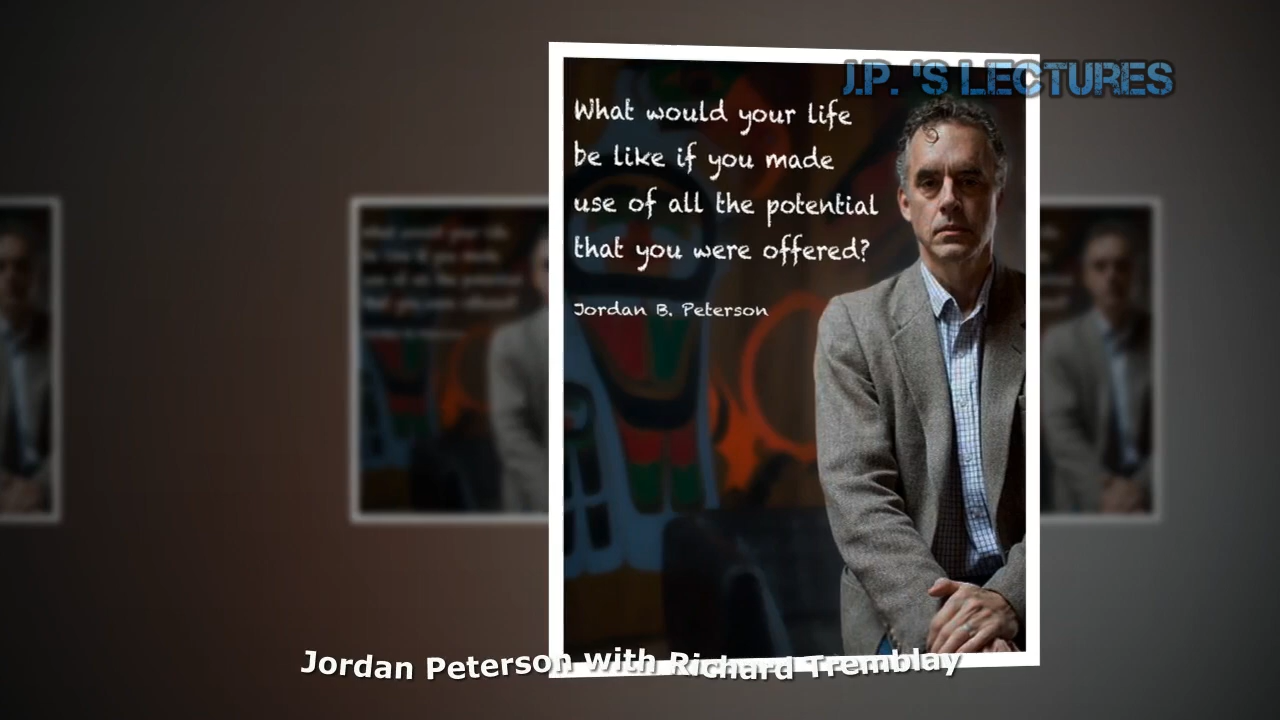 J.P. 'S LECTURES
What would your life
be like if you made
use of all the potential
that you were offered?
Jordan B. Peterson
Jordan Peterson with Richard Tremblay